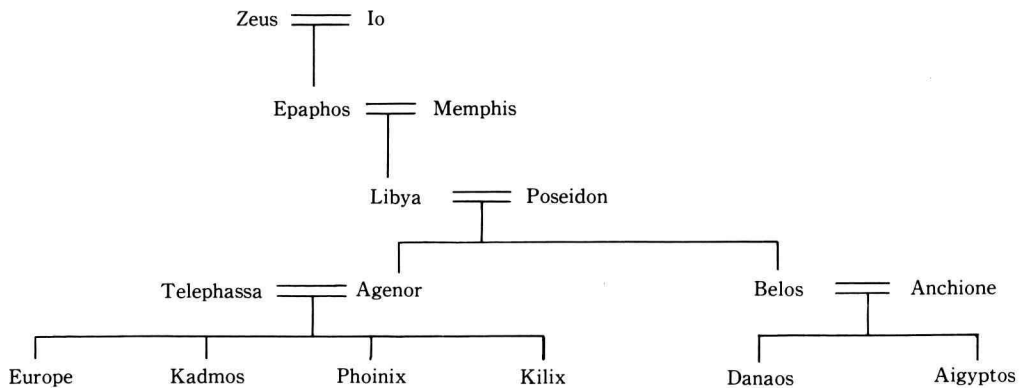 Zeus Io
Epaphos Memphis
Libya Poseidon
Telephassa Agenor Belos Anchione
Europe Kadmos Phoinix Kilix Danaos Aigyptos